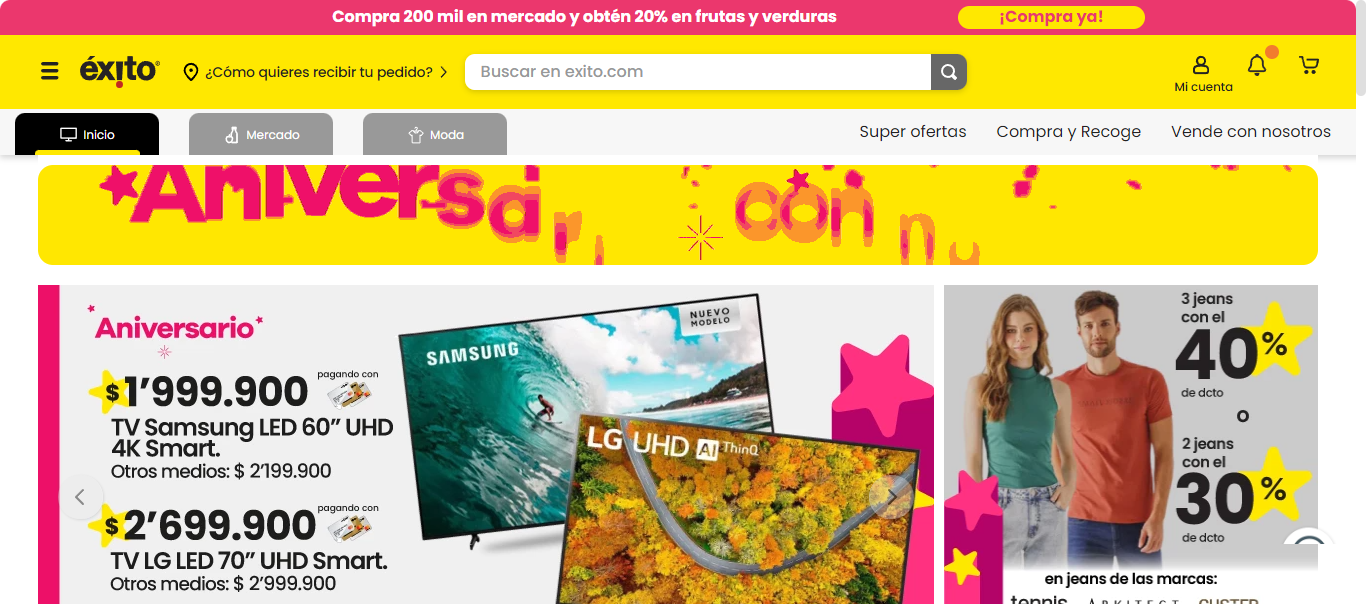 Compra 200 mil en mercado y obtén 20% en frutas y verduras
¡Compra ya!
éxito
¿Cómo quieres recibir tu pedido?
Buscar en exito.com
Mi cuenta
Inicio
Mercado
Moda
Super ofertas
Compra y Recoge
Vende con nosotros
Aniversari con nu
Aniversario
$1’999.900
pagando con
TV Samsung LED 60” UHD
4K Smart.
Otros medios: $ 2’199.900
$2’699.900
pagando con
TV LG LED 70” UHD Smart.
Otros medios: $ 2’999.900
SAMSUNG
NUEVO
MODELO
LG UHD AI ThinQ
3 jeans
con el
40%
de dcto
o
2 jeans
con el
30%
de dcto
en jeans de las marcas:
tennis ARKITECT CUSTER